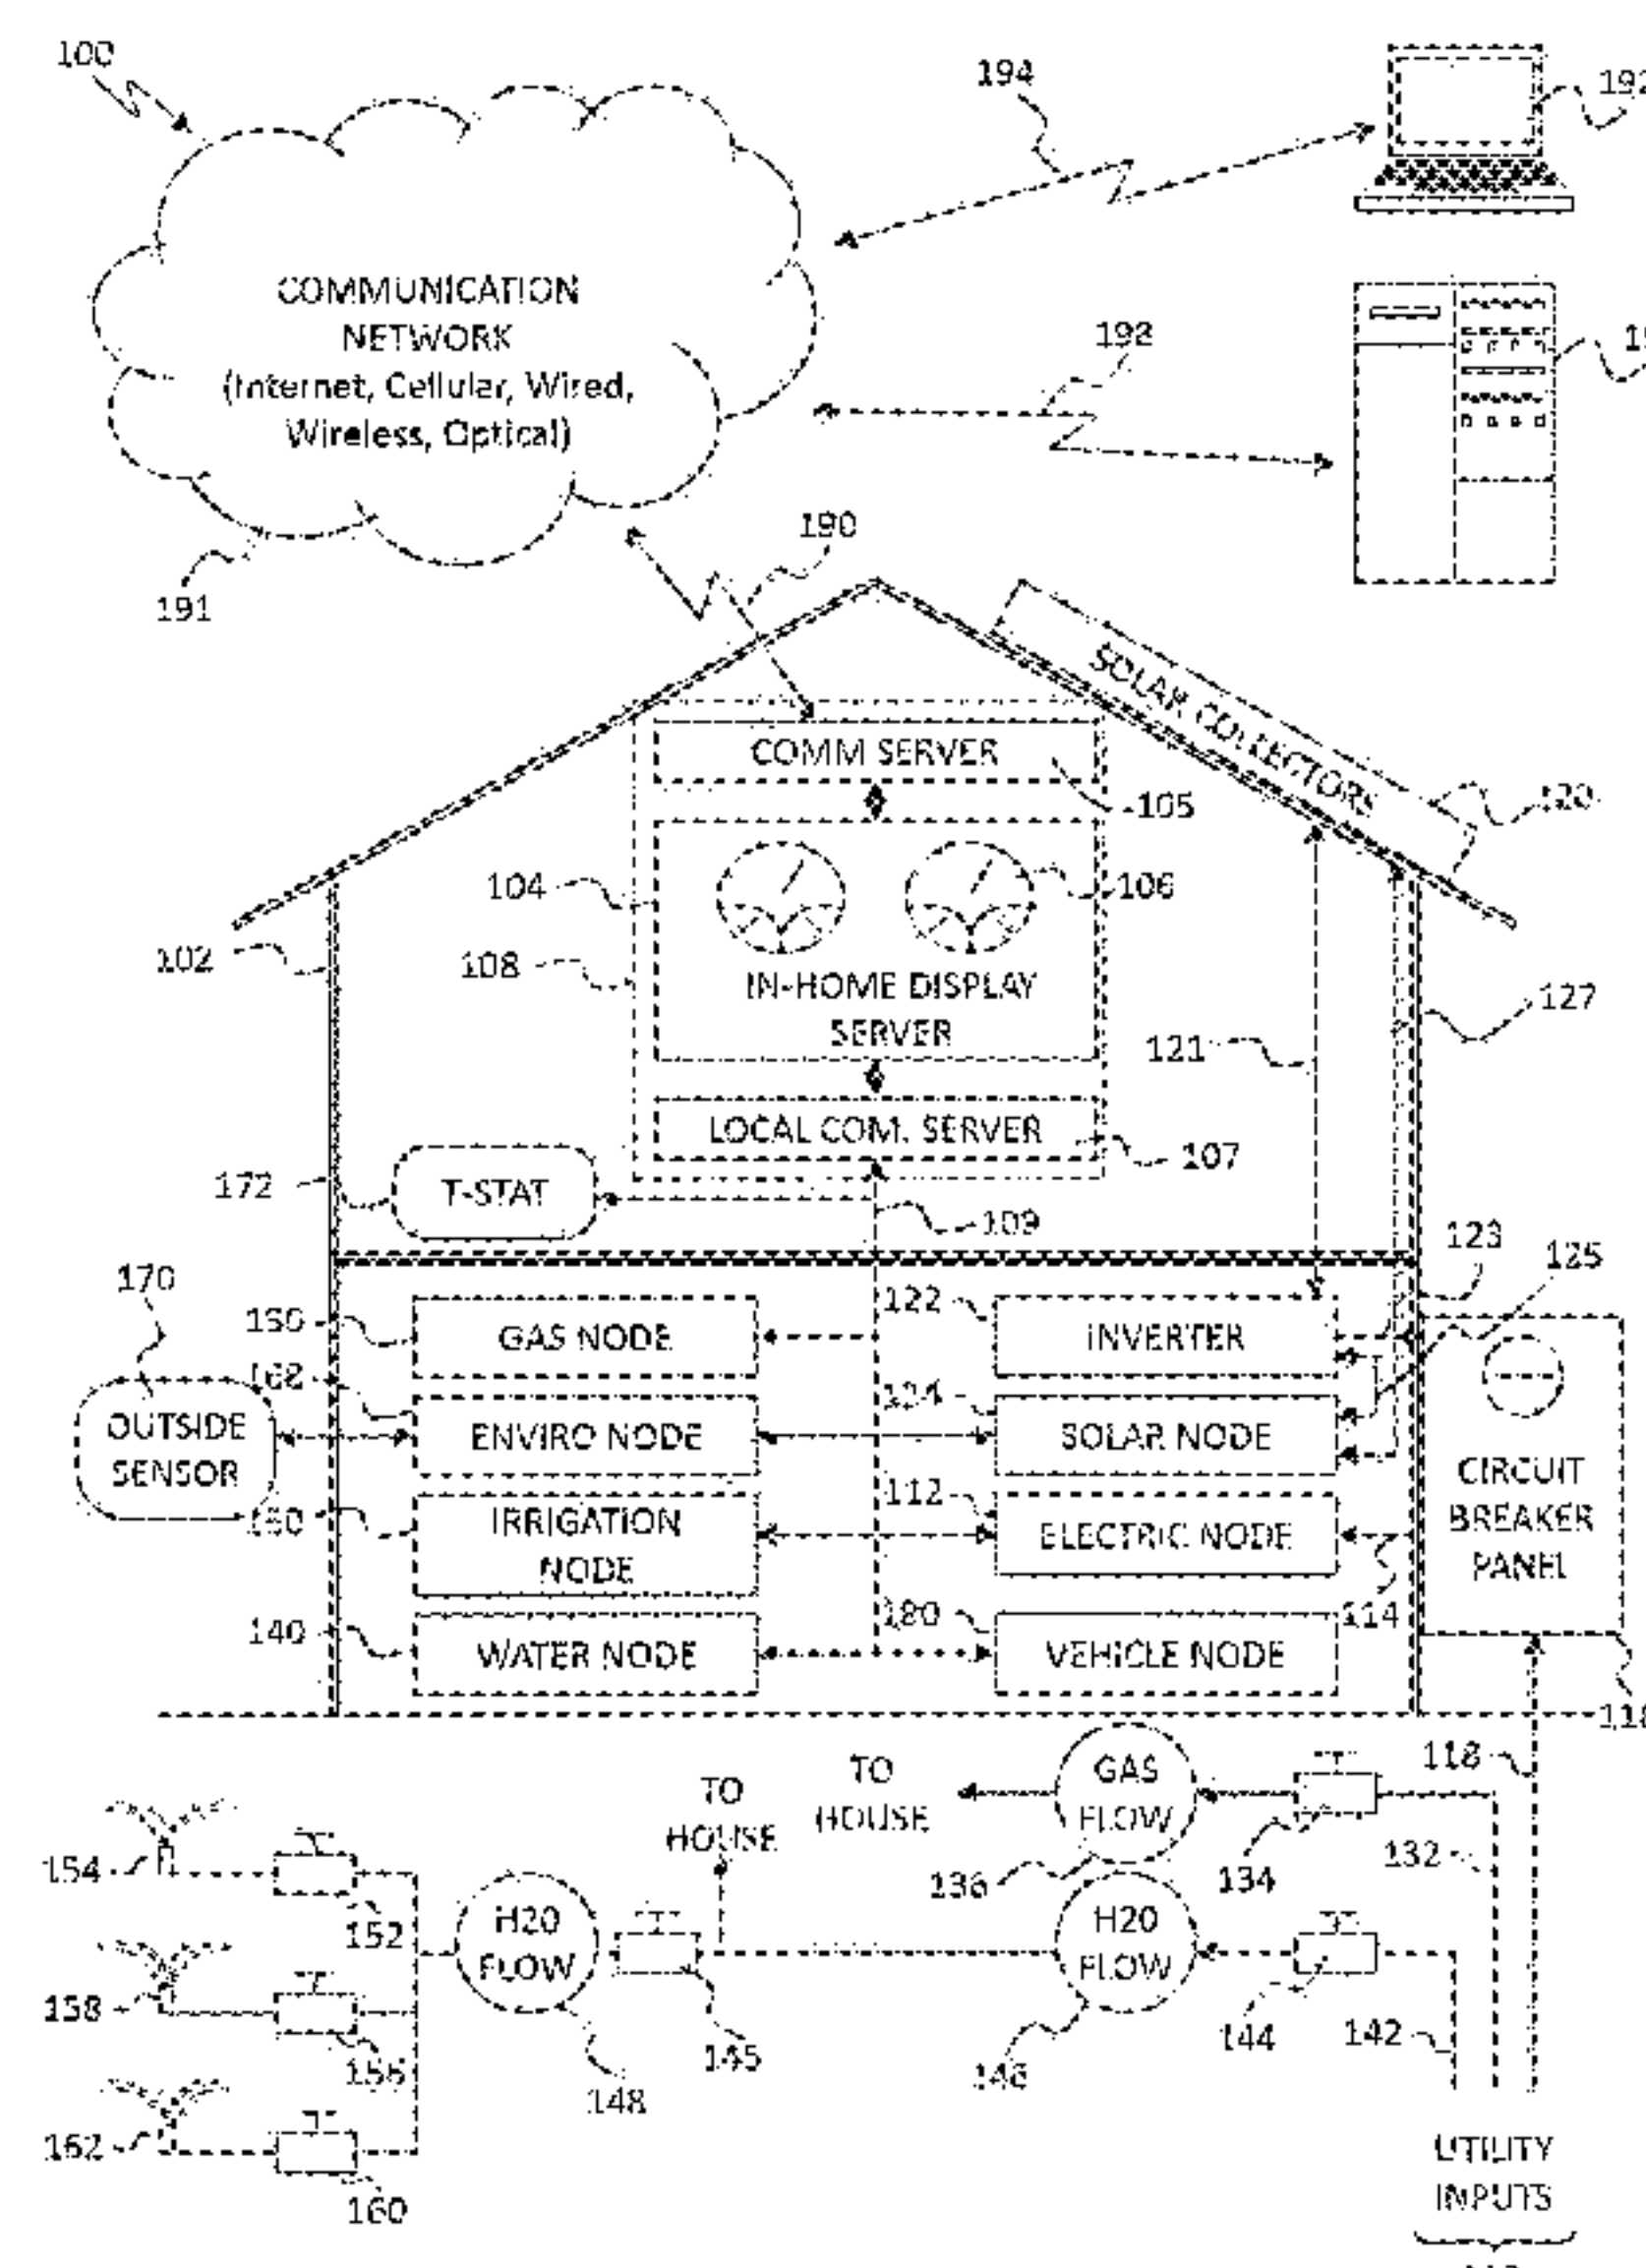 100
194
COMMUNICATION
NETWORK
(Internet, Cellular, Wired,
Wireless, Optical)
198
190
191
SOLAR COLLECTORS
COMM SERVER
105
120
104
106
102
108
IN-HOME DISPLAY
SERVER
127
121
LOCAL COM. SERVER
107
172
T-STAT
109
123
125
170
122
GAS NODE
INVERTER
168
124
OUTSIDE
SENSOR
ENVIRO NODE
SOLAR NODE
CIRCUIT
BREAKER
PANEL
112
IRRIGATION
NODE
ELECTRIC NODE
140
180
114
WATER NODE
VEHICLE NODE
118
TO
HOUSE
TO
HOUSE
GAS
FLOW
154
136
134
132
152
H20
FLOW
H20
FLOW
158
156
145
146
144
142
148
162
160
UTILITY
INPUTS